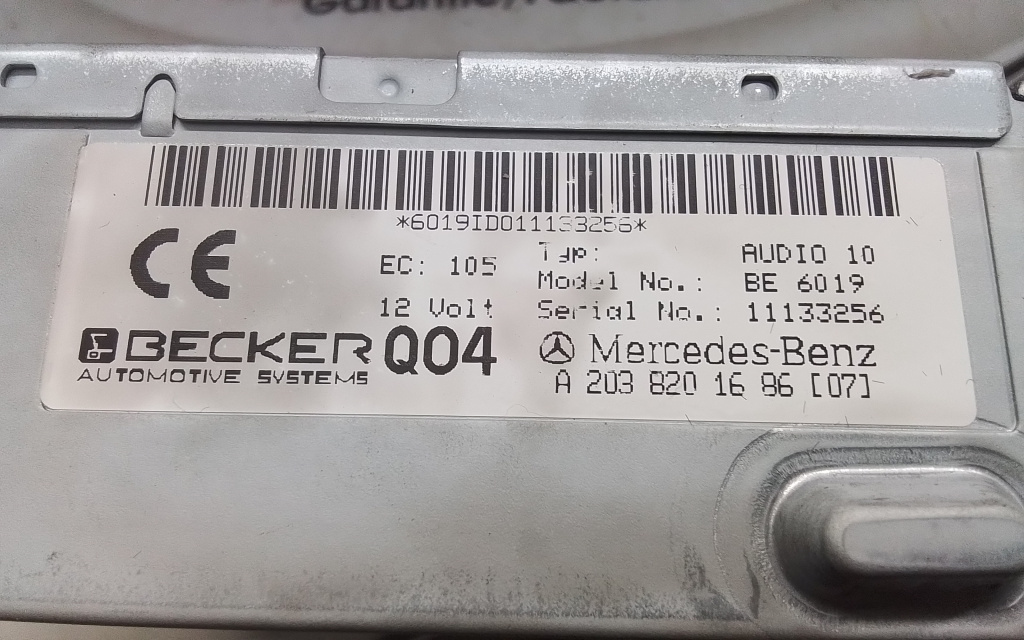 *6019ID011133256*
CE
EC: 105
12 Volt
Typ: AUDIO 10
Model No.: BE 6019
Serial No.: 11133256
BECKER Q04
AUTOMOTIVE SYSTEMS
Mercedes-Benz
A 203 820 16 86 [07]